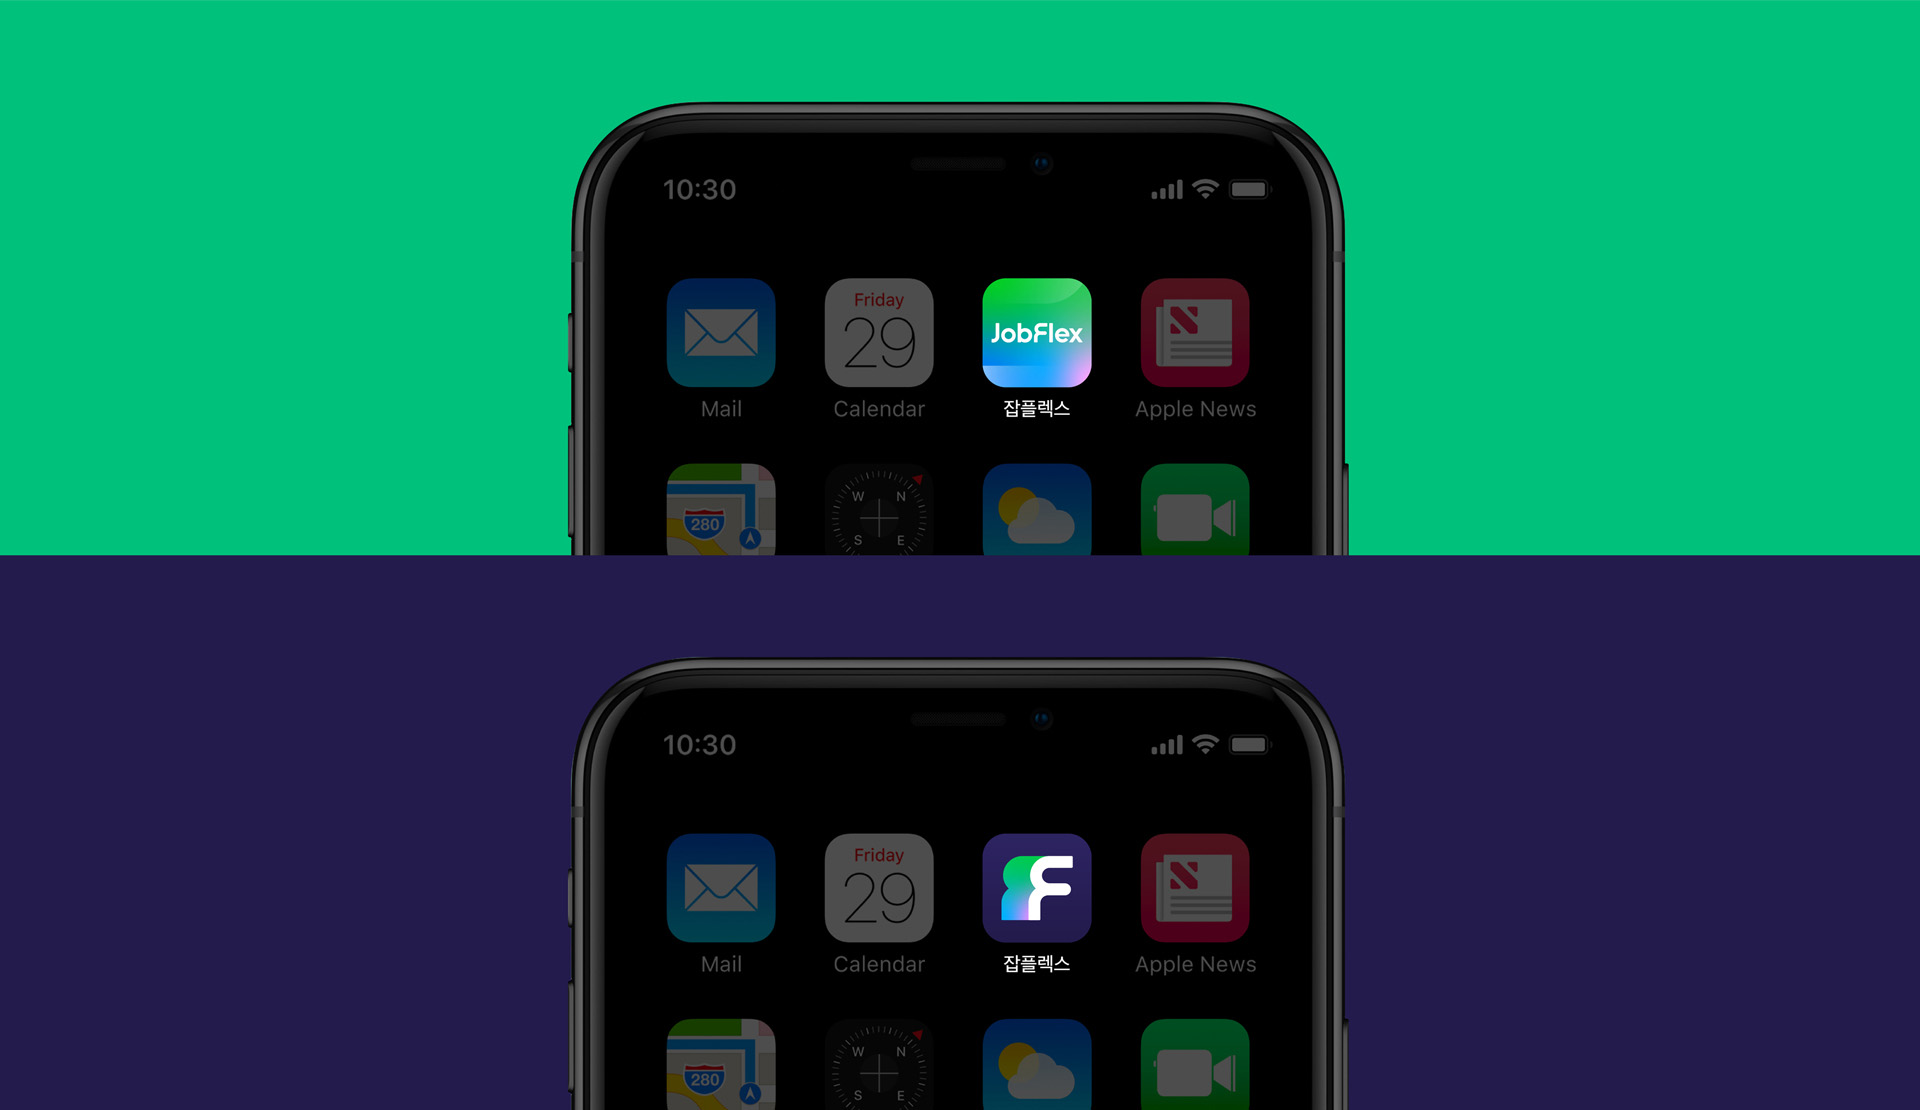 10:30
Friday
29
JobFlex
Mail
Calendar
잡플렉스
Apple News
280
W N
S E
10:30
Friday
29
F
Mail
Calendar
잡플렉스
Apple News
280
W N
S E